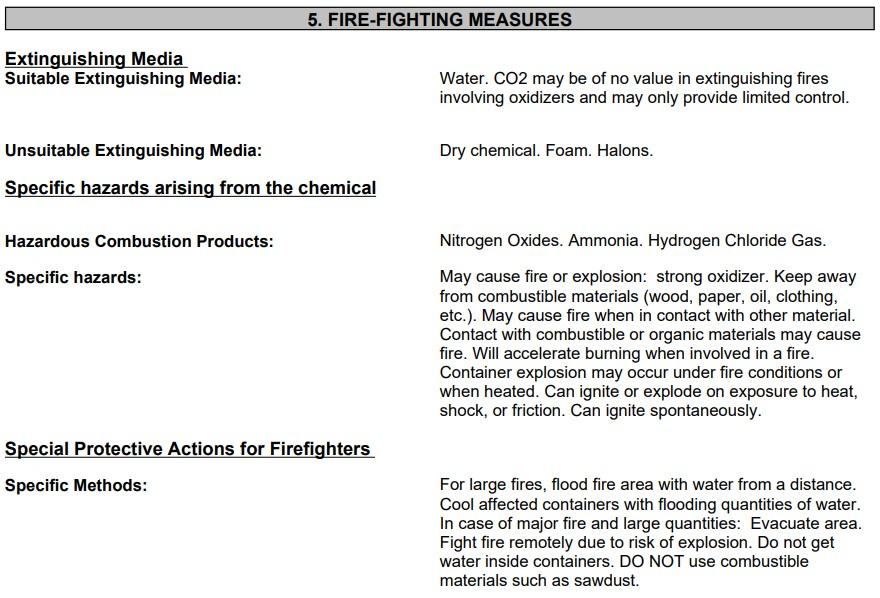 5. FIRE-FIGHTING MEASURES
Extinguishing Media
Suitable Extinguishing Media:
Water. CO2 may be of no value in extinguishing fires
involving oxidizers and may only provide limited control.
Unsuitable Extinguishing Media:
Dry chemical. Foam. Halons.
Specific hazards arising from the chemical
Hazardous Combustion Products:
Nitrogen Oxides. Ammonia. Hydrogen Chloride Gas.
Specific hazards:
May cause fire or explosion:  strong oxidizer. Keep away
from combustible materials (wood, paper, oil, clothing,
etc.). May cause fire when in contact with other material.
Contact with combustible or organic materials may cause
fire. Will accelerate burning when involved in a fire.
Container explosion may occur under fire conditions or
when heated. Can ignite or explode on exposure to heat,
shock, or friction. Can ignite spontaneously.
Special Protective Actions for Firefighters
Specific Methods:
For large fires, flood fire area with water from a distance.
Cool affected containers with flooding quantities of water.
In case of major fire and large quantities:  Evacuate area.
Fight fire remotely due to risk of explosion. Do not get
water inside containers. DO NOT use combustible
materials such as sawdust.